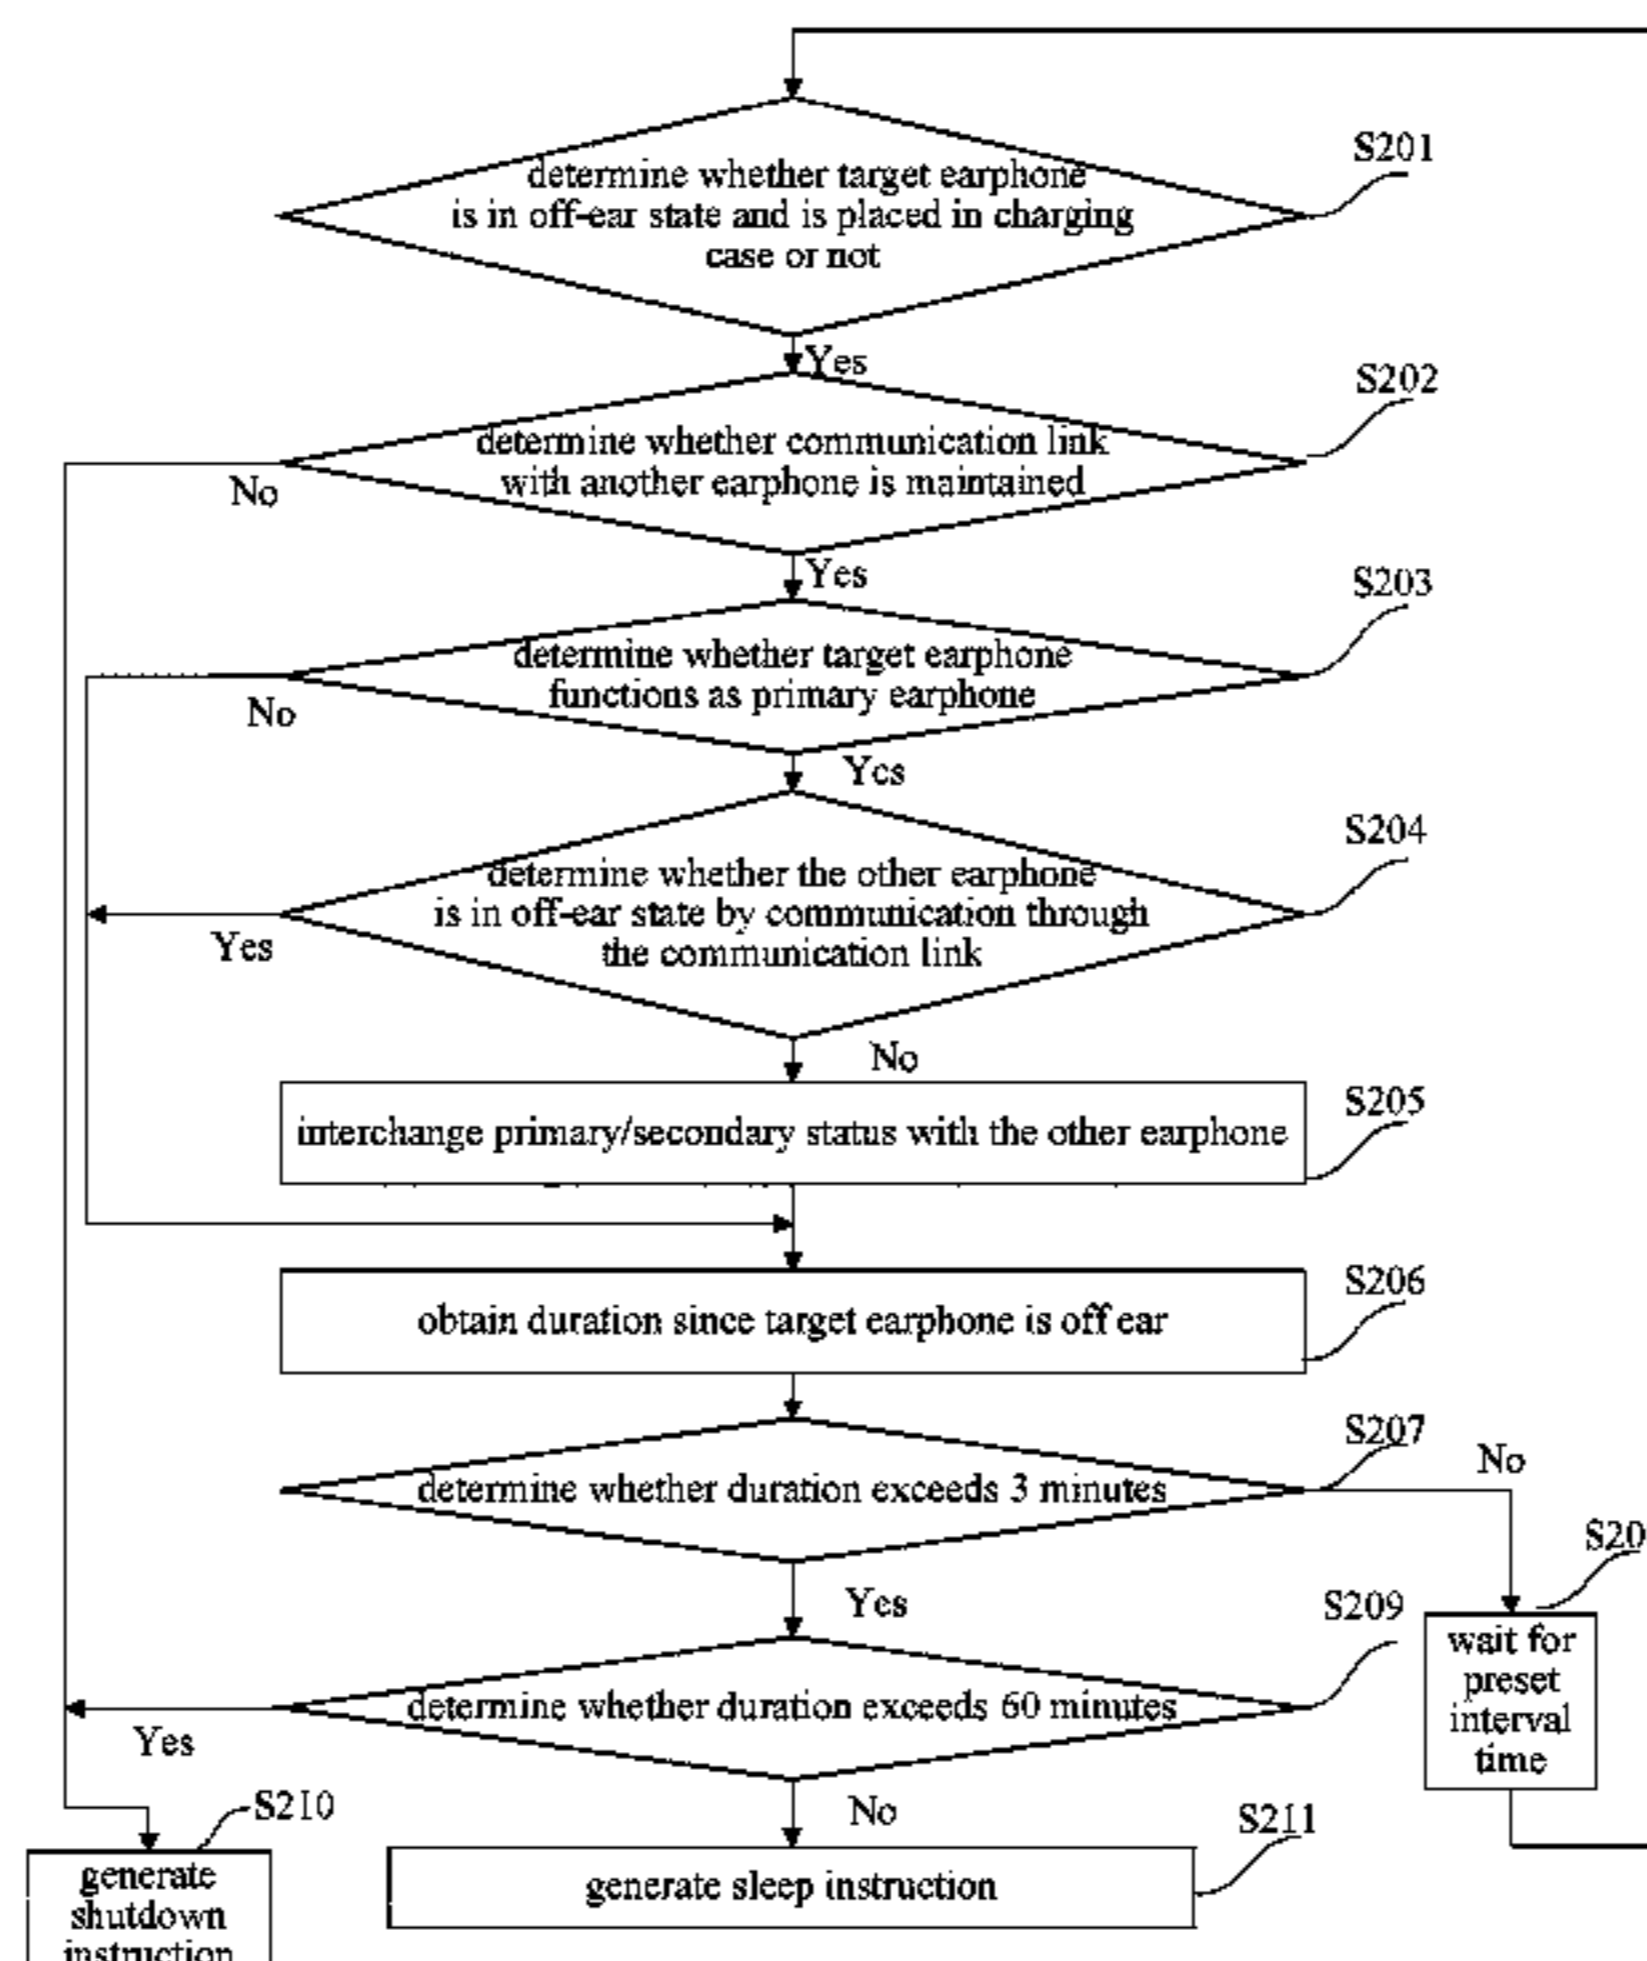 S201
determine whether target earphone
is in off-ear state and is placed in charging
case or not
Yes
S202
determine whether communication link
with another earphone is maintained
No
Yes
S203
determine whether target earphone
functions as primary earphone
No
Yes
S204
determine whether the other earphone
is in off-ear state by communication through
the communication link
Yes
No
S205
interchange primary/secondary status with the other earphone
S206
obtain duration since target earphone is off ear
S207
No
determine whether duration exceeds 3 minutes
S20
Yes
S209
wait for
preset
interval
time
determine whether duration exceeds 60 minutes
Yes
S210
No
S211
generate
shutdown
instruction
generate sleep instruction